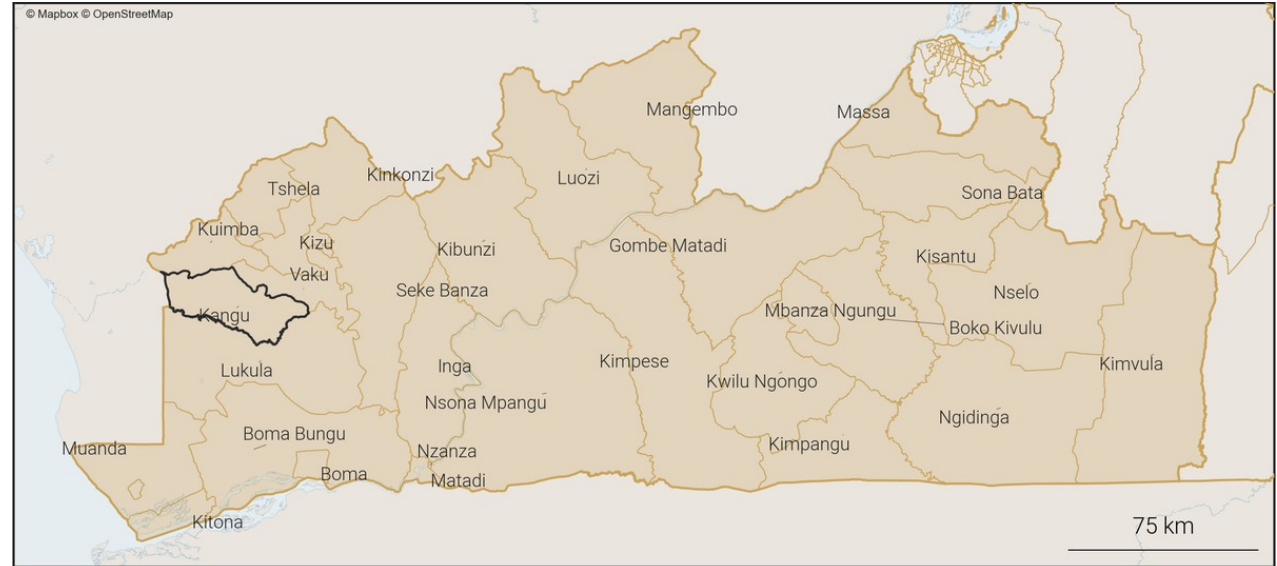 © Mapbox © OpenStreetMap
Mangembo
Massa
Kinkonzi
Luozi
Tshela
Sona Bata
Kuimba
Kizu
Kibunzi
Gombe Matadi
Kisantu
Vaku
Seke Banza
Nselo
Kangu
Mbanza Ngungu
Boko Kivulu
Lukula
Inga
Kimpese
Kimvula
Kwilu Ngongo
Nsona Mpangu
Ngidinga
Boma Bungu
Kimpangu
Muanda
Nzanza
Boma
Matadi
Kitona
75 km